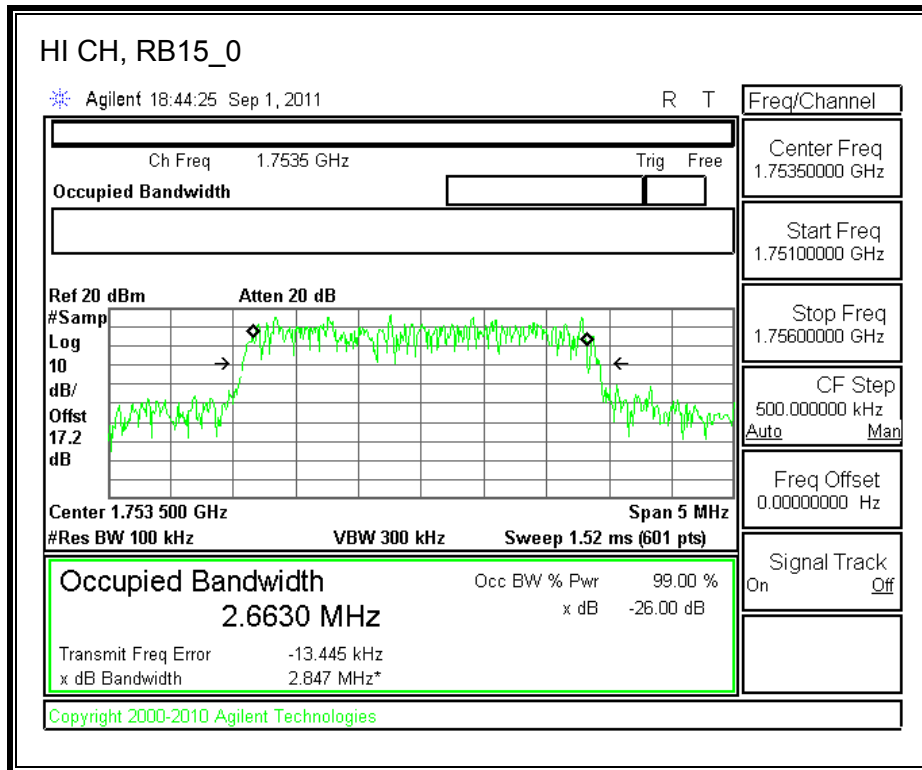 HI CH, RB15_0
Agilent 18:44:25 Sep 1, 2011 R T
Freq/Channel
Ch Freq 1.7535 GHz Trig Free
Occupied Bandwidth
Center Freq
1.75350000 GHz
Start Freq
1.75100000 GHz
Stop Freq
1.75600000 GHz
CF Step
500.000000 kHz
Auto Man
Freq Offset
0.00000000 Hz
Signal Track
On Off
Ref 20 dBm Atten 20 dB
#Samp
Log
10
dB/
Offst
17.2
dB
Center 1.753 500 GHz Span 5 MHz
#Res BW 100 kHz VBW 300 kHz Sweep 1.52 ms (601 pts)
Occupied Bandwidth Occ BW % Pwr 99.00 %
2.6630 MHz x dB -26.00 dB
Transmit Freq Error -13.445 kHz
x dB Bandwidth 2.847 MHz*
Copyright 2000-2010 Agilent Technologies